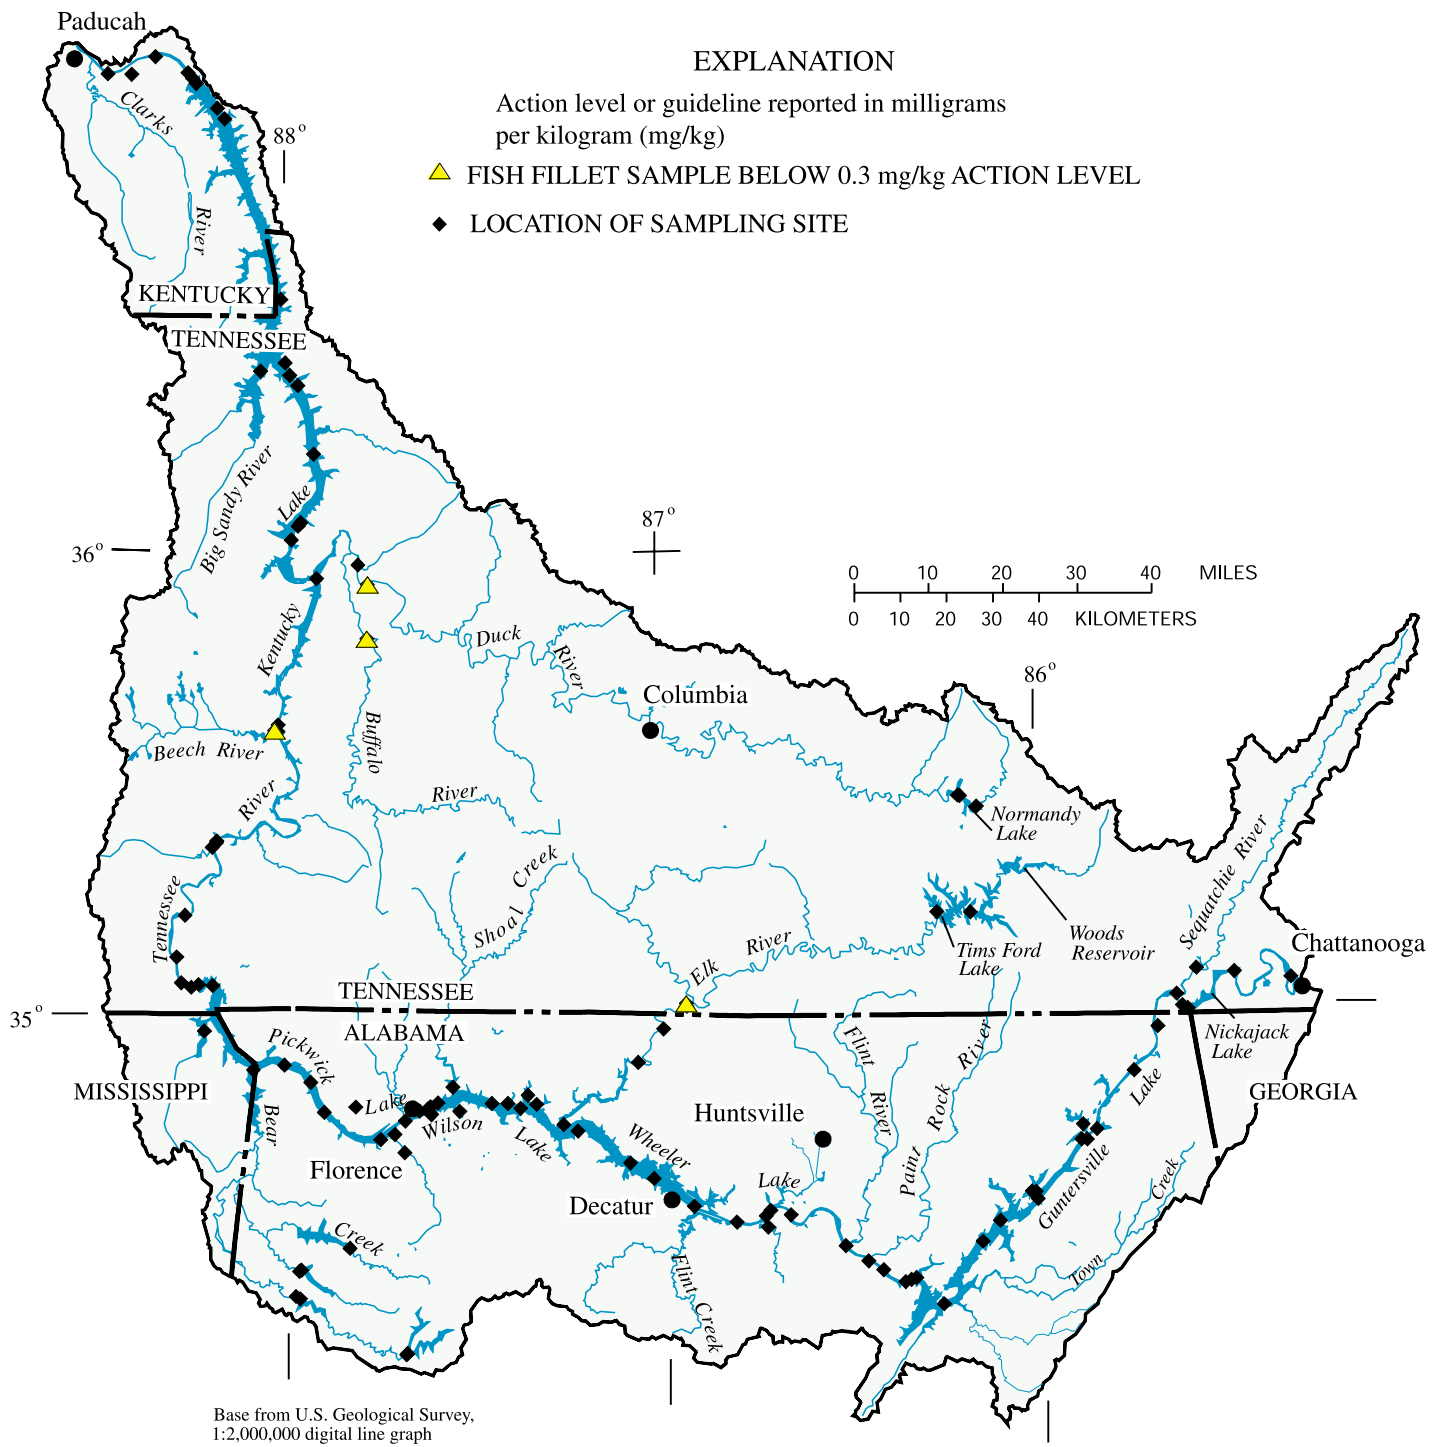 Paducah
EXPLANATION
Action level or guideline reported in milligrams
per kilogram (mg/kg)
FISH FILLET SAMPLE BELOW 0.3 mg/kg ACTION LEVEL
LOCATION OF SAMPLING SITE
88°
Clarks
River
KENTUCKY
TENNESSEE
Big Sandy River
Lake
36°
87°
0 10 20 30 40 MILES
0 10 20 30 40 KILOMETERS
Kentucky
Duck
River
Columbia
86°
Buffalo
River
Beech River
River
Normandy
Lake
Creek
Shoal
Tennessee
Sequatchie River
Woods
Reservoir
Tims Ford
Lake
River
Elk
Chattanooga
TENNESSEE
ALABAMA
35°
Nickajack
Lake
Pickwick
Lake
MISSISSIPPI
GEORGIA
Bear
Creek
Wilson
Lake
Florence
Wheeler
Lake
Huntsville
Decatur
Flint
River
Paint Rock River
Lake
Guntersville
Creek
Town
Flint Creek
Base from U.S. Geological Survey,
1:2,000,000 digital line graph